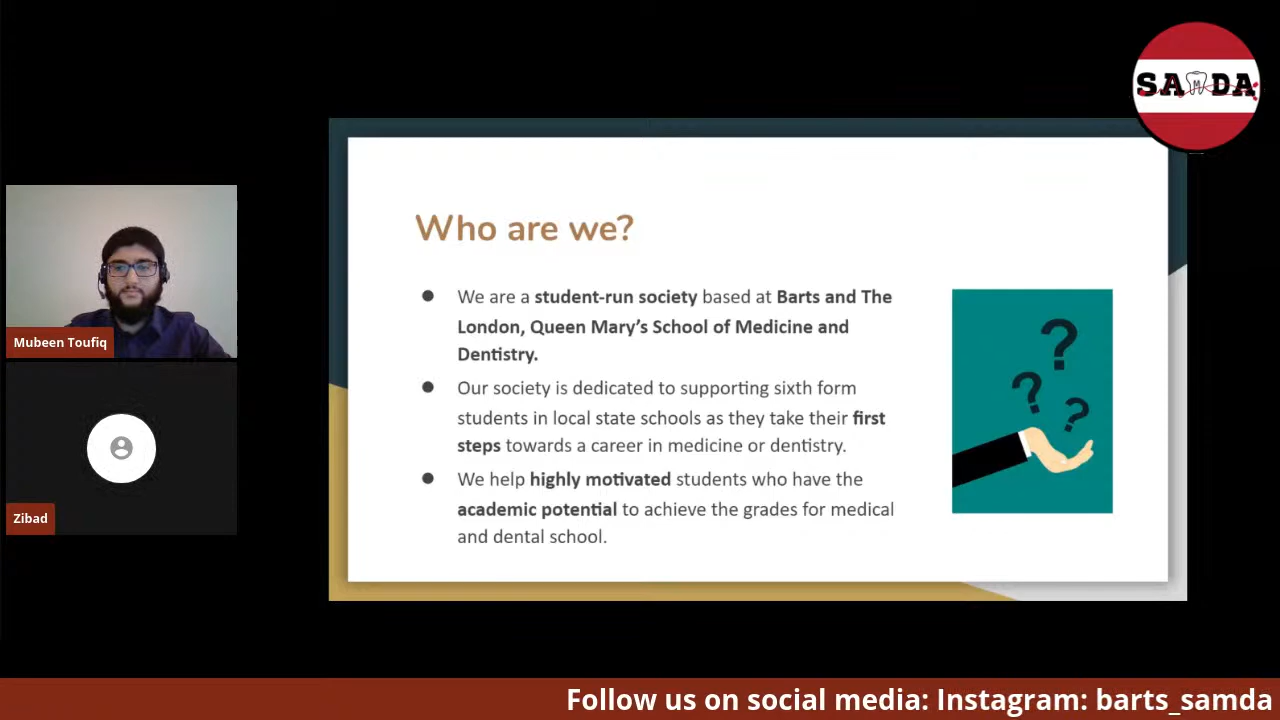 SAMDA
Who are we?
● We are a student-run society based at Barts and The
London, Queen Mary’s School of Medicine and
Dentistry.
● Our society is dedicated to supporting sixth form
students in local state schools as they take their first
steps towards a career in medicine or dentistry.
● We help highly motivated students who have the
academic potential to achieve the grades for medical
and dental school.
? ? ?
Mubeen Toufiq
Zibad
Follow us on social media: Instagram: barts_samda